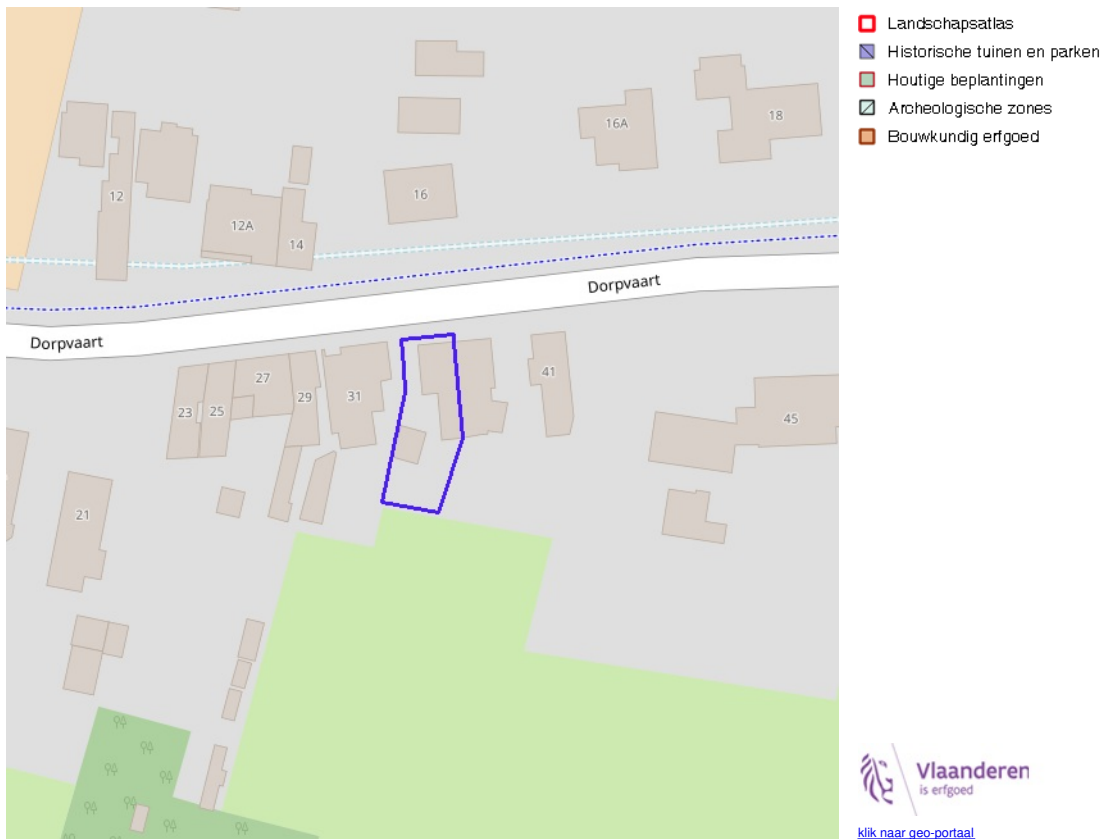 Landschapsatlas
Historische tuinen en parken
Houtige beplantingen
Archeologische zones
Bouwkundig erfgoed
12
12A
14
16
16A
18
Dorpvaart
Dorpvaart
23
25
27
29
31
41
45
21
Vlaanderen
is erfgoed
klik naar geo-portaal